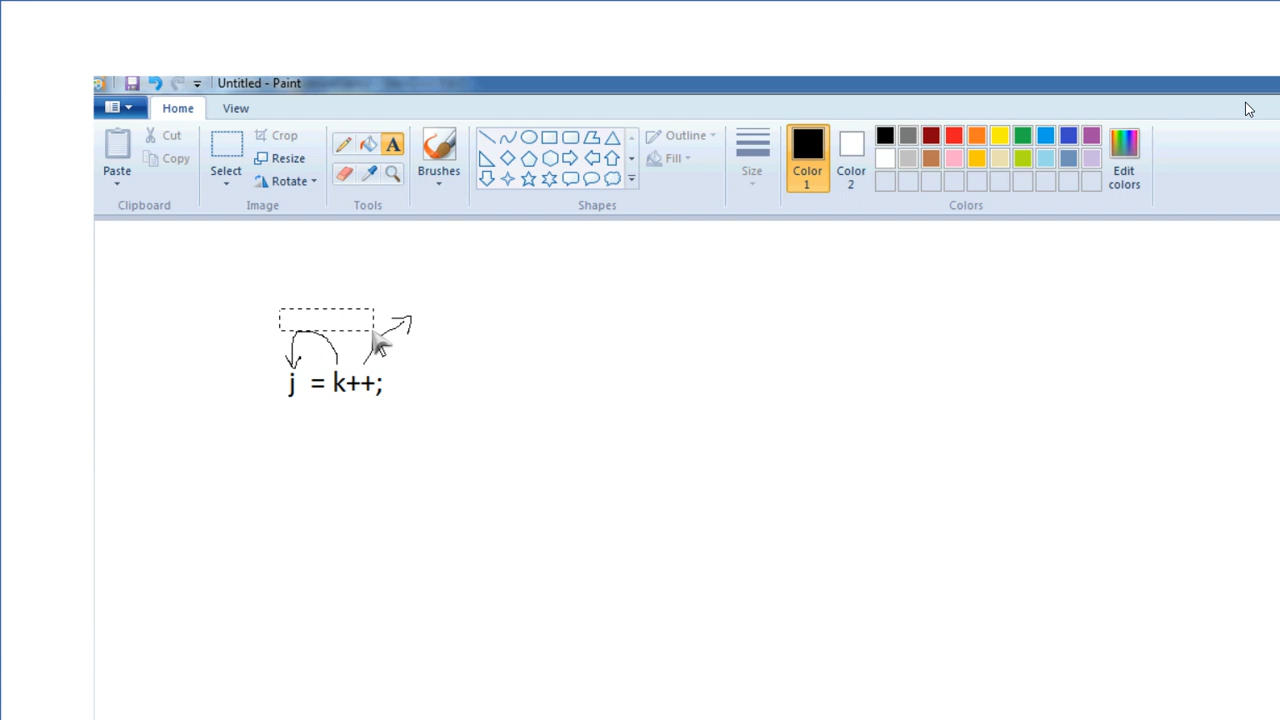 Untitled - Paint
Home View
Paste
Cut
Copy
Clipboard
Select
Crop
Resize
Rotate
Image
A
Tools
Brushes
Outline
Fill
Shapes
Size
Color 1
Color 2
Edit colors
Colors
j = k++;